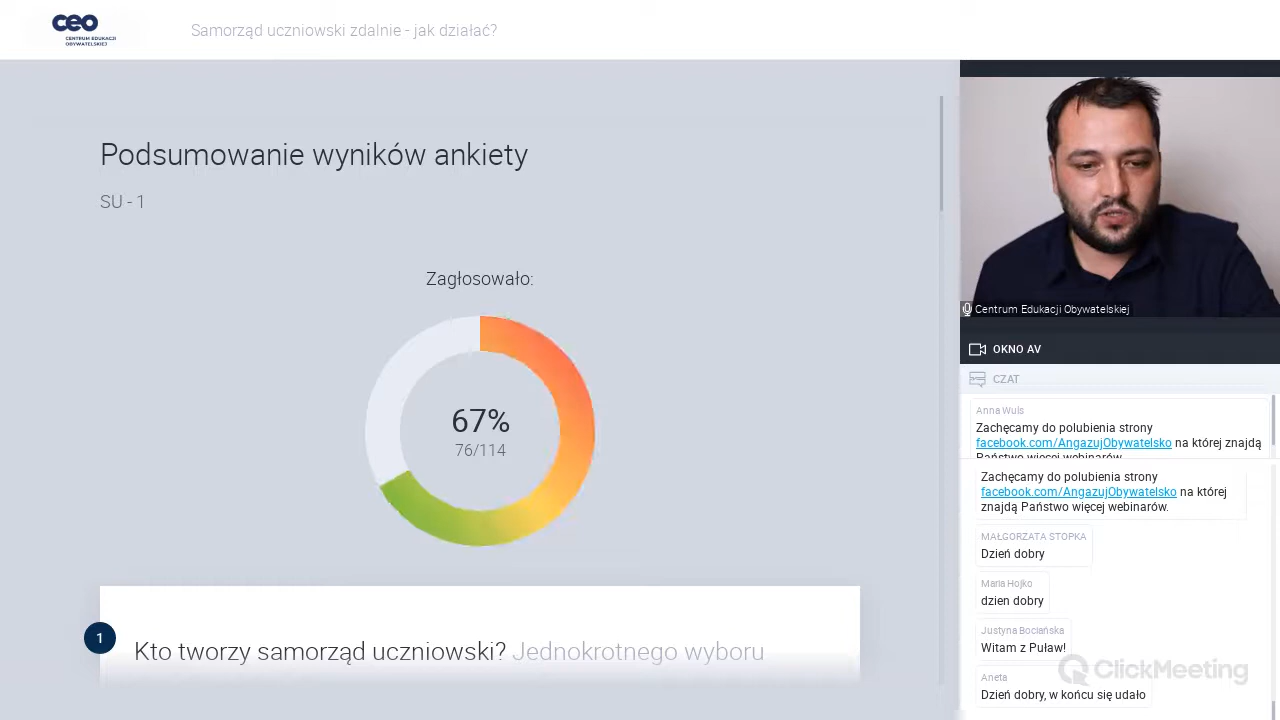 ceo
CENTRUM EDUKACJI
OBYWATELSKIEJ
Samorząd uczniowski zdalnie - jak działać?
Podsumowanie wyników ankiety
SU - 1
Zagłosowało:
67%
76/114
1
Kto tworzy samorząd uczniowski? Jednokrotnego wyboru
Centrum Edukacji Obywatelskiej
OKNO AV
CZAT
Anna Wuls
Zachęcamy do polubienia strony
facebook.com/AngazujObywatelsko na której znajdą
Państwo więcej webinarów.
Zachęcamy do polubienia strony
facebook.com/AngazujObywatelsko na której
znajdą Państwo więcej webinarów.
MAŁGORZATA STOPKA
Dzień dobry
Maria Hojko
dzien dobry
Justyna Bociańska
Witam z Puław!
Aneta
Dzień dobry, w końcu się udało
ClickMeeting